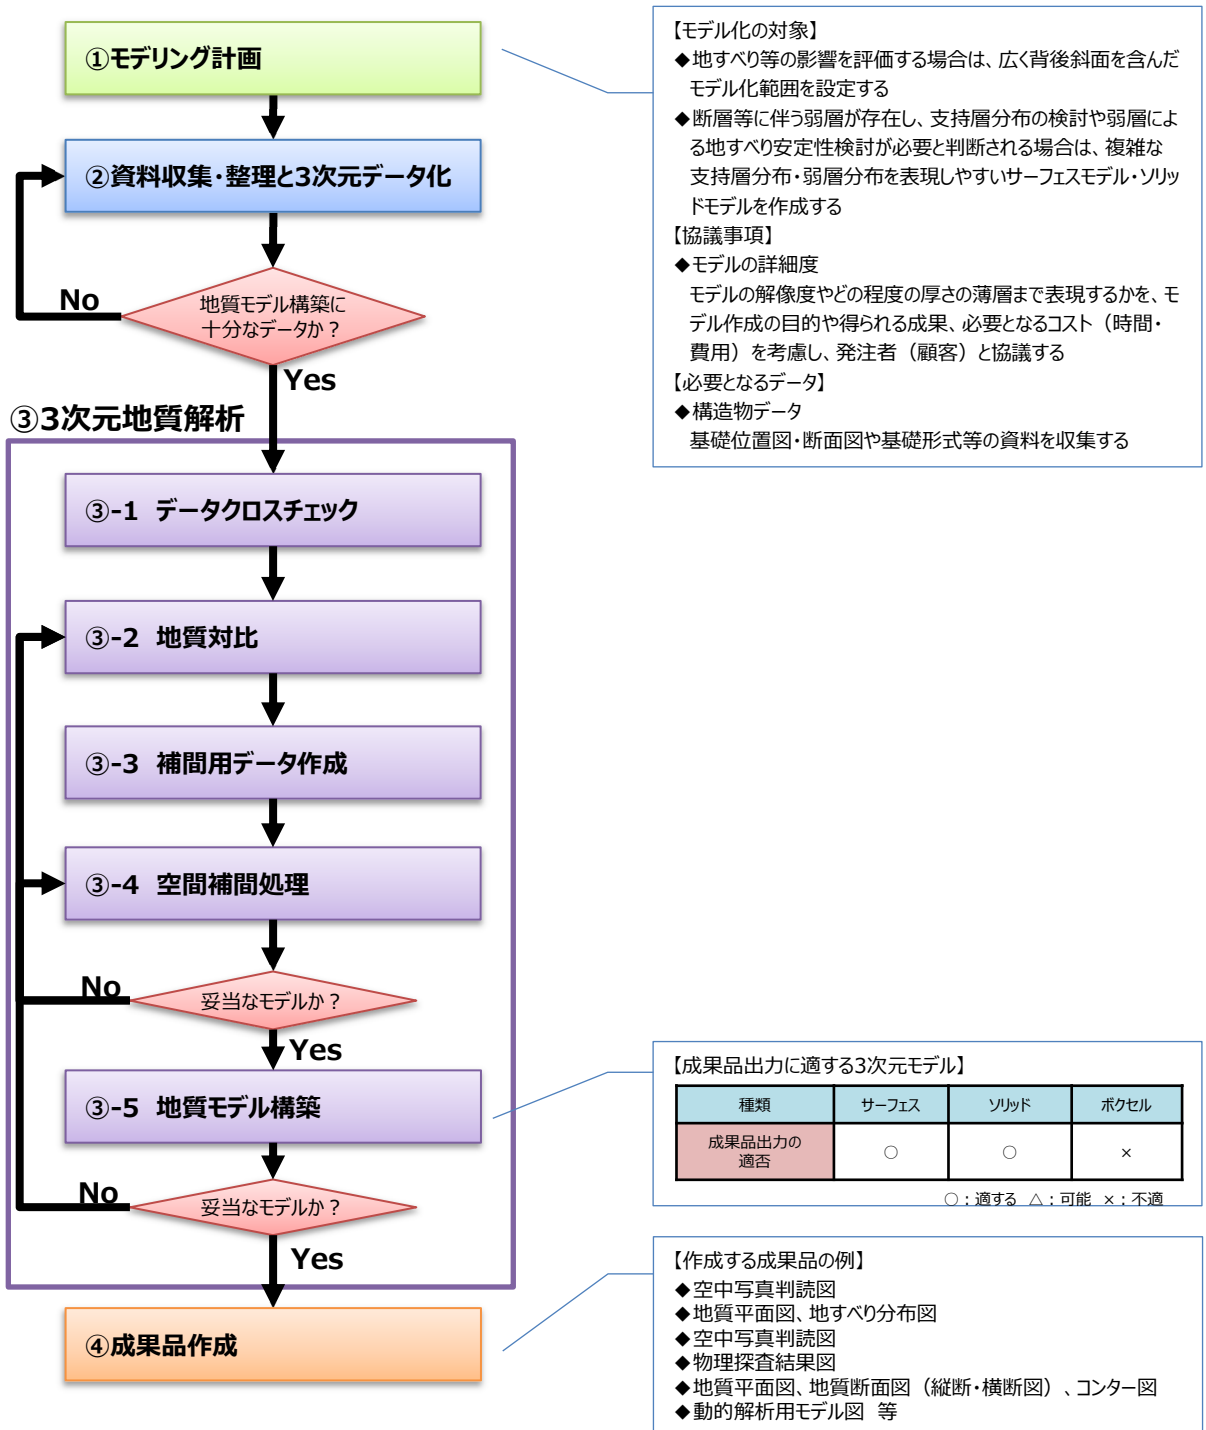 ①モデリング計画
②資料収集・整理と3次元データ化
No
地質モデル構築に
十分なデータか？
Yes
③3次元地質解析
③-1 データクロスチェック
③-2 地質対比
③-3 補間用データ作成
③-4 空間補間処理
No
妥当なモデルか？
Yes
③-5 地質モデル構築
No
妥当なモデルか？
Yes
④成果品作成
【モデル化の対象】
◆地すべり等の影響を評価する場合は、広く背後斜面を含んだ
モデル化範囲を設定する
◆断層等に伴う弱層が存在し、支持層分布の検討や弱層によ
る地すべり安定性検討が必要と判断される場合は、複雑な
支持層分布・弱層分布を表現しやすいサーフェスモデル・ソリッ
ドモデルを作成する
【協議事項】
◆モデルの詳細度
モデルの解像度やどの程度の厚さの薄層まで表現するかを、モ
デル作成の目的や得られる成果、必要となるコスト（時間・
費用）を考慮し、発注者（顧客）と協議する
【必要となるデータ】
◆構造物データ
基礎位置図・断面図や基礎形式等の資料を収集する
【成果品出力に適する3次元モデル】
種類 サーフェス ソリッド ボクセル
成果品出力の
適否 ○ ○ ×
○：適する △：可能 ×：不適
【作成する成果品の例】
◆空中写真判読図
◆地質平面図、地すべり分布図
◆空中写真判読図
◆物理探査結果図
◆地質平面図、地質断面図（縦断・横断図）、コンター図
◆動的解析用モデル図 等